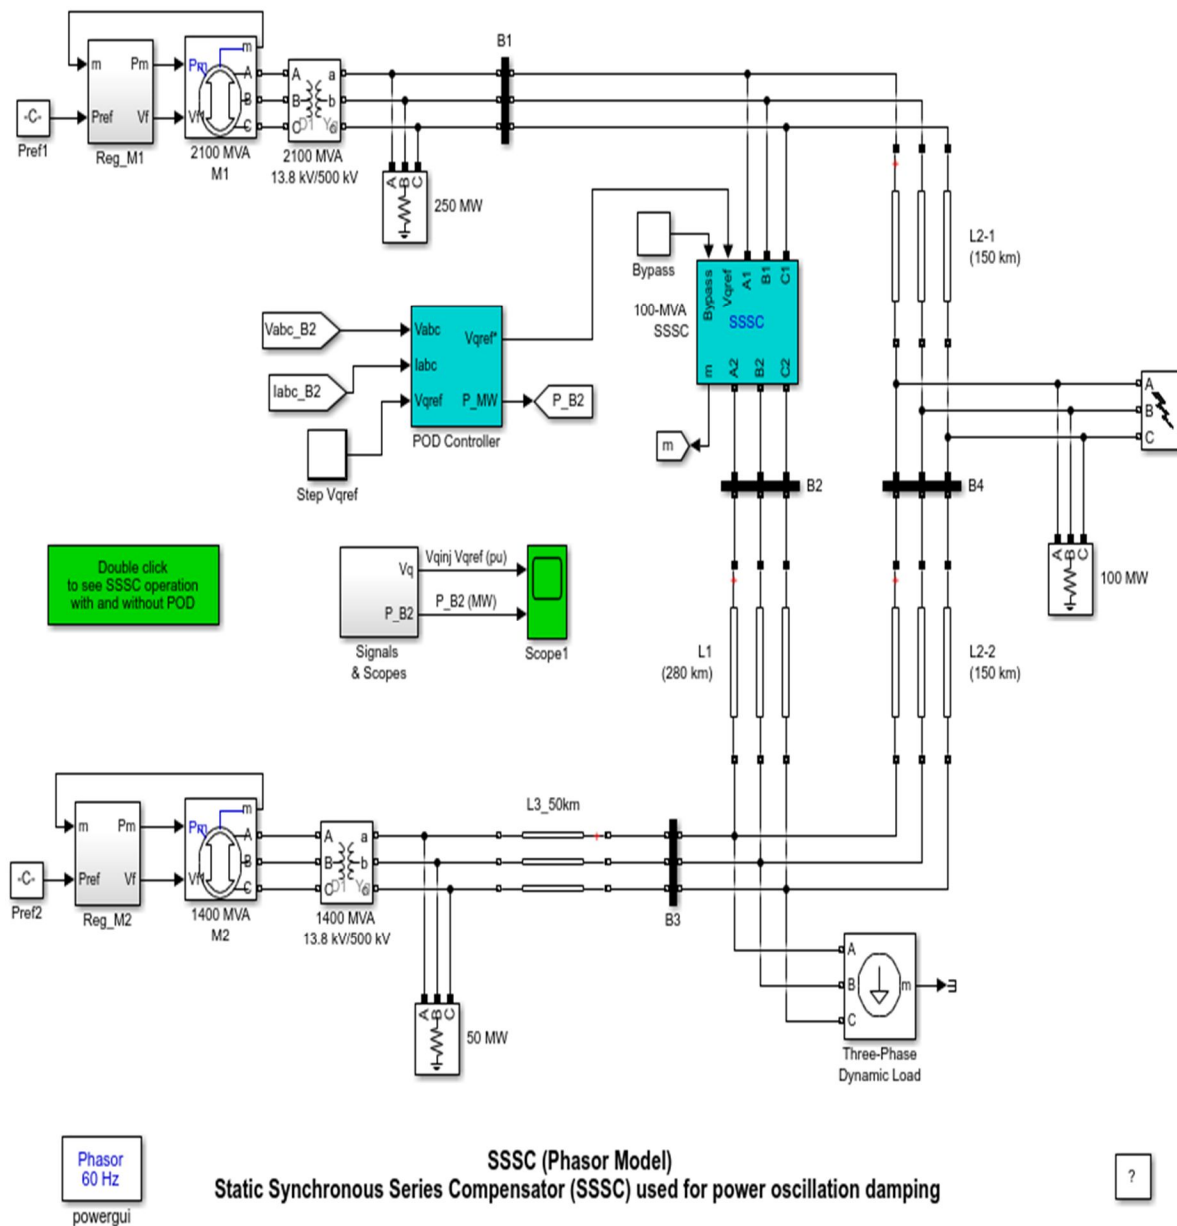 B1
m
Pm
Pref
Vf
-C-
Pref1
Reg_M1
Pm
Vf1
m
A
B
C
2100 MVA
M1
A
B
C
D1
Yg
a
b
c
2100 MVA
13.8 kV/500 kV
A
B
C
250 MW
Bypass
Bypass
Vqref
A1
B1
C1
SSSC
m
A2
B2
C2
100-MVA
SSSC
L2-1
(150 km)
Vabc_B2
Iabc_B2
Vabc
Iabc
Vqref
Vqref*
P_MW
P_B2
POD Controller
Step Vqref
m
A
B
C
B2
B4
A
B
C
100 MW
Double click
to see SSSC operation
with and without POD
Vq
P_B2
Vqinj Vqref (pu)
P_B2 (MW)
Signals
& Scopes
Scope1
L1
(280 km)
L2-2
(150 km)
m
Pm
Pref
Vf
-C-
Pref2
Reg_M2
Pm
Vf1
m
A
B
C
1400 MVA
M2
A
B
C
D1
Yg
a
b
c
1400 MVA
13.8 kV/500 kV
L3_50km
B3
A
B
C
50 MW
A
B
C
m
Three-Phase
Dynamic Load
Phasor
60 Hz
powergui
SSSC (Phasor Model)
Static Synchronous Series Compensator (SSSC) used for power oscillation damping
?